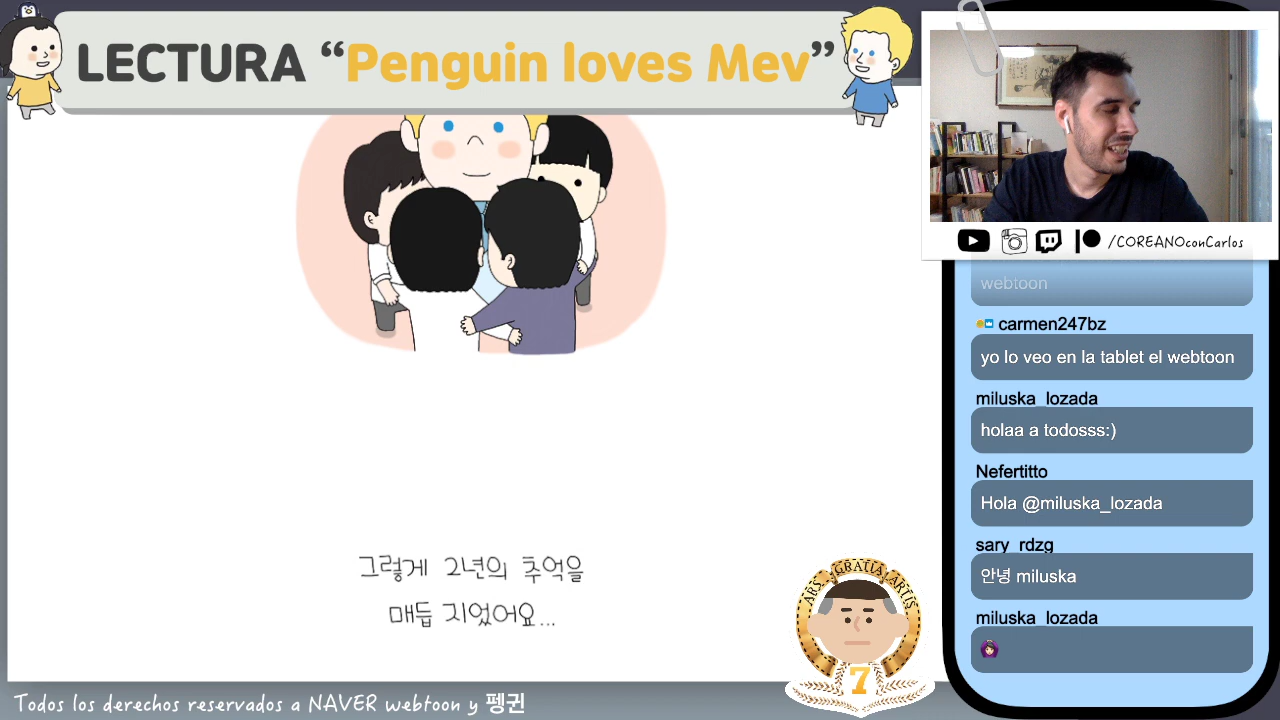 LECTURA “Penguin loves Mev”
/COREANOconCarlos
webtoon
carmen247bz
yo lo veo en la tablet el webtoon
miluska_lozada
holaa a todosss:)
Nefertitto
Hola @miluska_lozada
sary_rdzg
안녕 miluska
miluska_lozada
그렇게 2년의 추억을
매듭 지었어요...
ARS GRATIA ARTIS
7
Todos los derechos reservados a NAVER webtoon y 펭귄